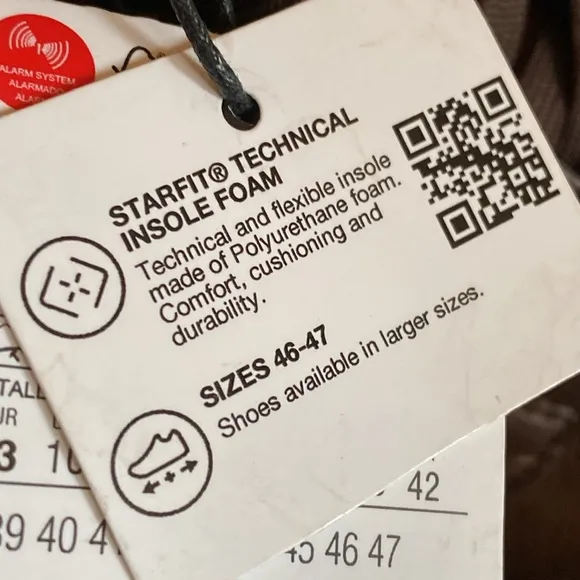 ALARM SYSTEM
ALARMADO
STARFIT® TECHNICAL
INSOLE FOAM
Technical and flexible insole
made of Polyurethane foam.
Comfort, cushioning and
durability.
SIZES 46-47
Shoes available in larger sizes.
42
40
46 47